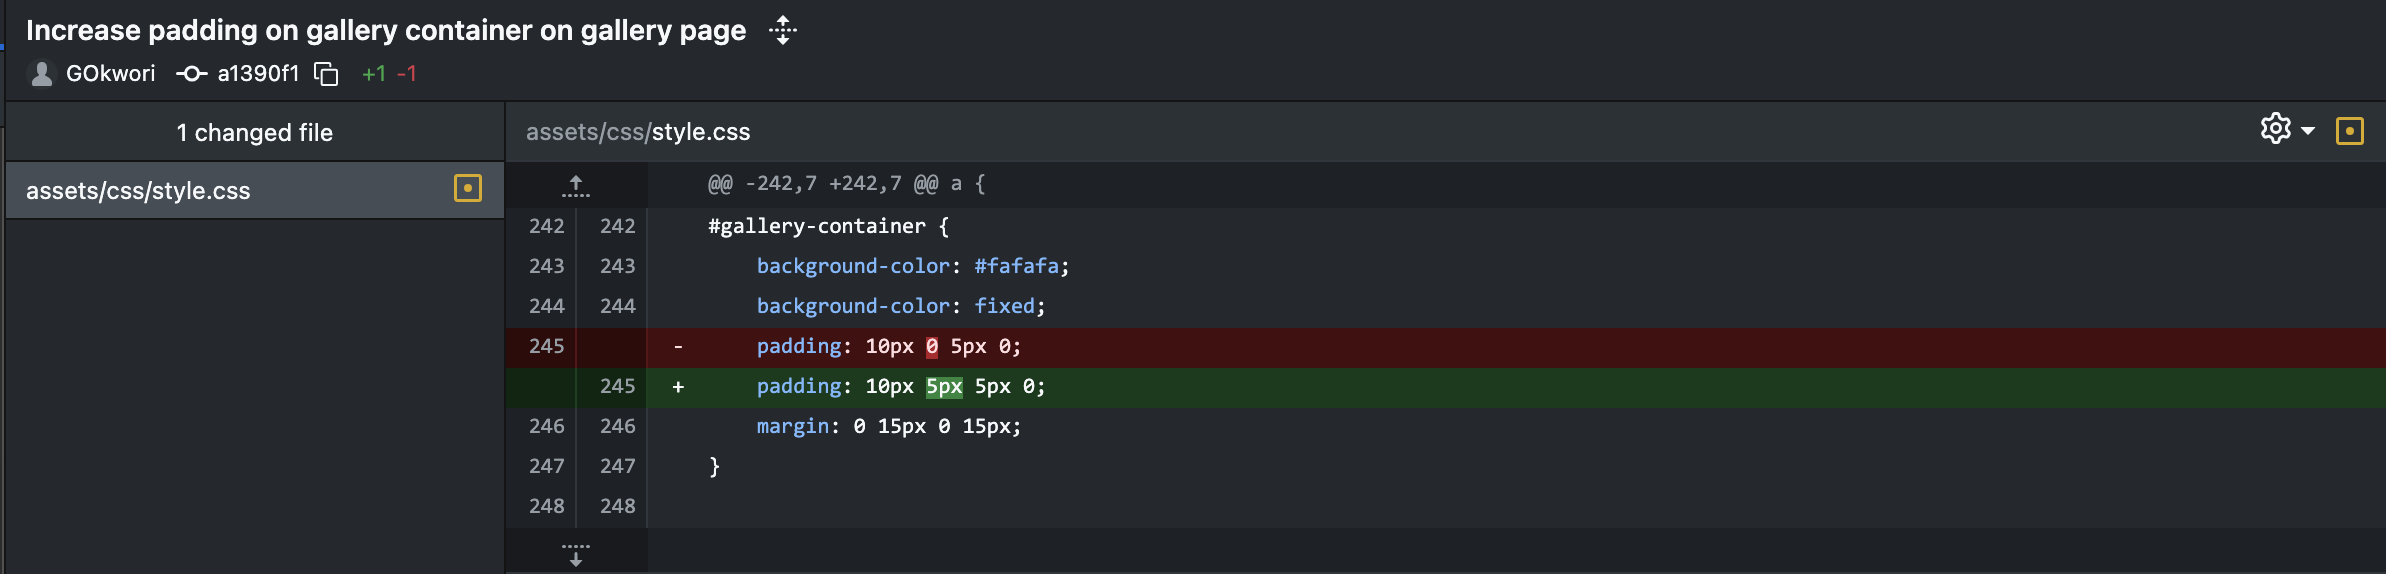 Increase padding on gallery container on gallery page
GOkwori a1390f1 +1 -1
1 changed file
assets/css/style.css
assets/css/style.css
@@ -242,7 +242,7 @@ a {
242 242 #gallery-container {
243 243 background-color: #fafafa;
244 244 background-color: fixed;
245 - padding: 10px 0 5px 0;
245 + padding: 10px 5px 5px 0;
246 246 margin: 0 15px 0 15px;
247 247 }
248 248